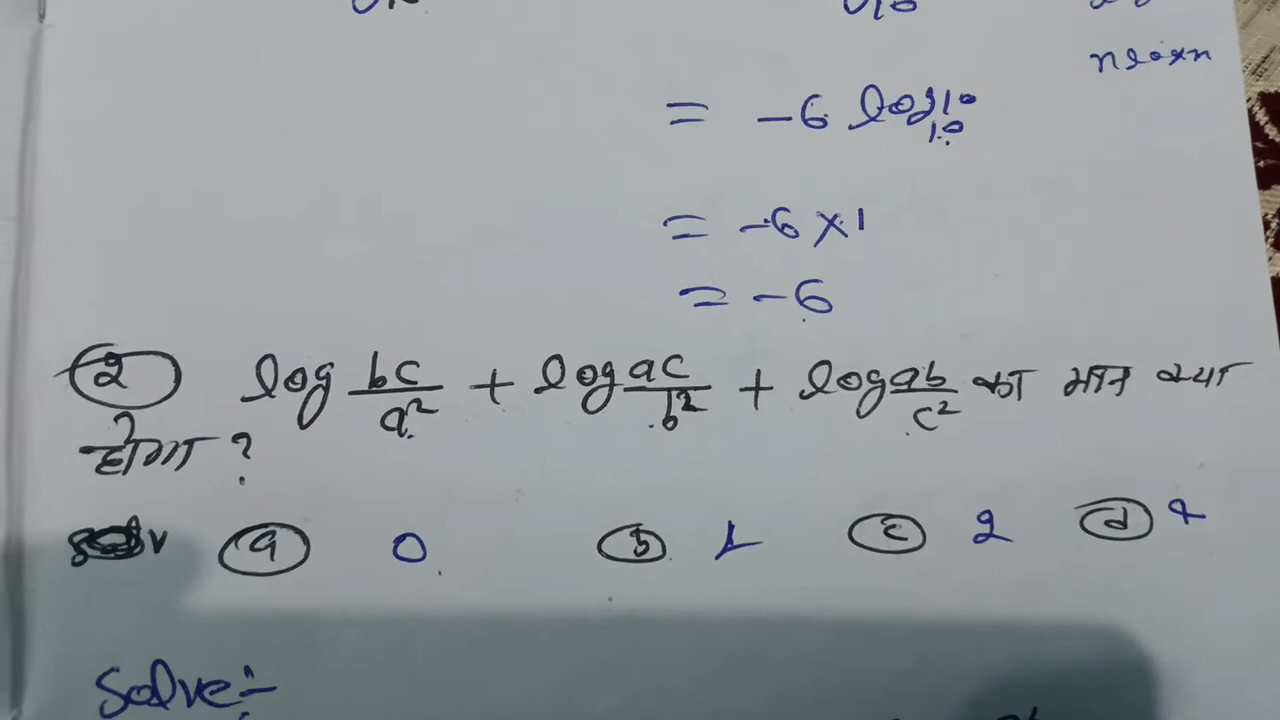 = -6 log₁₀10
= -6 × 1
= -6
② log bc/a² + log ac/b² + log ab/c² का मान क्या
होगा ?
ⓐ 0 ⓑ 1 ⓒ 2 ⓓ 4
Solve:-